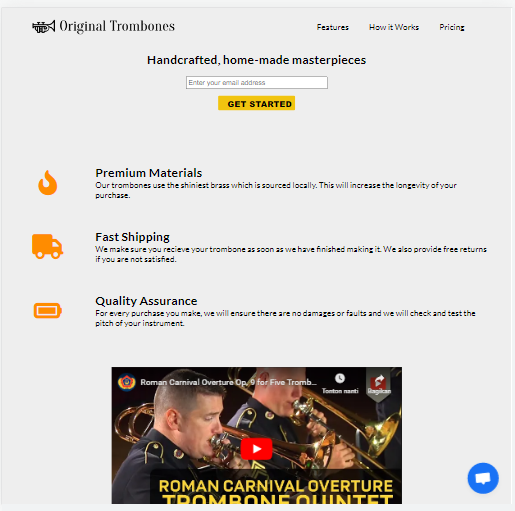 Original Trombones
Features
How it Works
Pricing
Handcrafted, home-made masterpieces
Enter your email address
GET STARTED
Premium Materials
Our trombones use the shiniest brass which is sourced locally. This will increase the longevity of your
purchase.
Fast Shipping
We make sure you recieve your trombone as soon as we have finished making it. We also provide free returns
if you are not satisfied.
Quality Assurance
For every purchase you make, we will ensure there are no damages or faults and we will check and test the
pitch of your instrument.
Roman Carnival Overture Op. 9 for Five Tromb...
Tonton nanti
Bagikan
ROMAN CARNIVAL OVERTURE
TROMBONE QUINTET